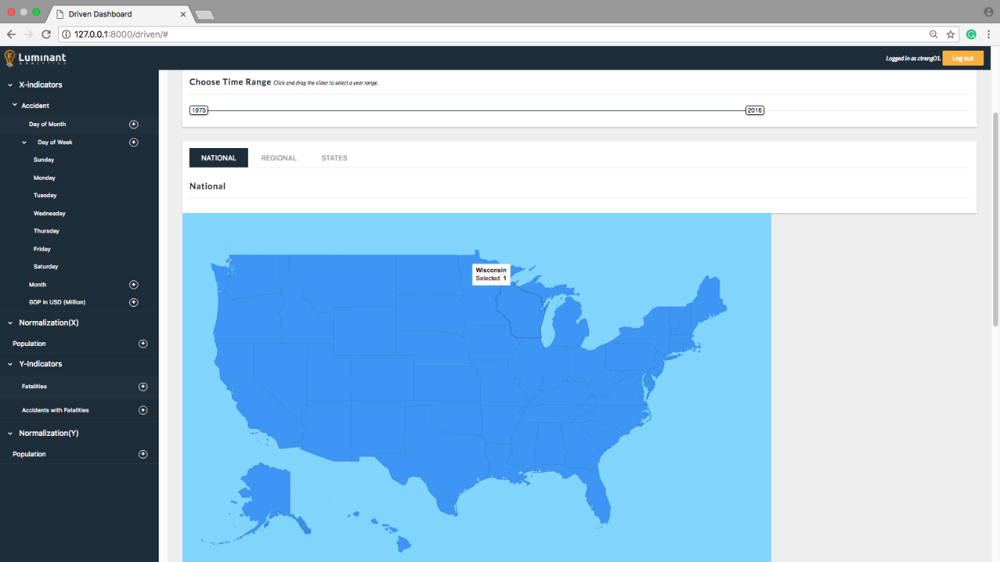 Driven Dashboard
127.0.0.1:8000/driven/#
Luminant
ANALYTICS
Logged in as ctreng01.
Log out
X-indicators
Accident
Day of Month
Day of Week
Sunday
Monday
Tuesday
Wednesday
Thursday
Friday
Saturday
Month
GDP in USD (Million)
Normalization(X)
Population
Y-Indicators
Fatalities
Accidents with Fatalities
Normalization(Y)
Population
Choose Time Range Click and drag the slider to select a year range.
1975
2016
NATIONAL REGIONAL STATES
National
Wisconsin
Selected: 1